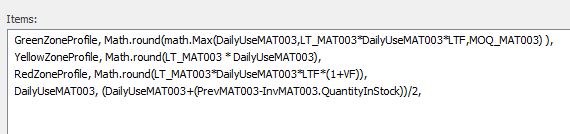 Items:
GreenZoneProfile, Math.round(math.Max(DailyUseMAT003,LT_MAT003*DailyUseMAT003*LTF,MOQ_MAT003) ),
YellowZoneProfile, Math.round(LT_MAT003 * DailyUseMAT003),
RedZoneProfile, Math.round(LT_MAT003*DailyUseMAT003*LTF*(1+VF)),
DailyUseMAT003, (DailyUseMAT003+(PrevMAT003-InvMAT003.QuantityInStock))/2,